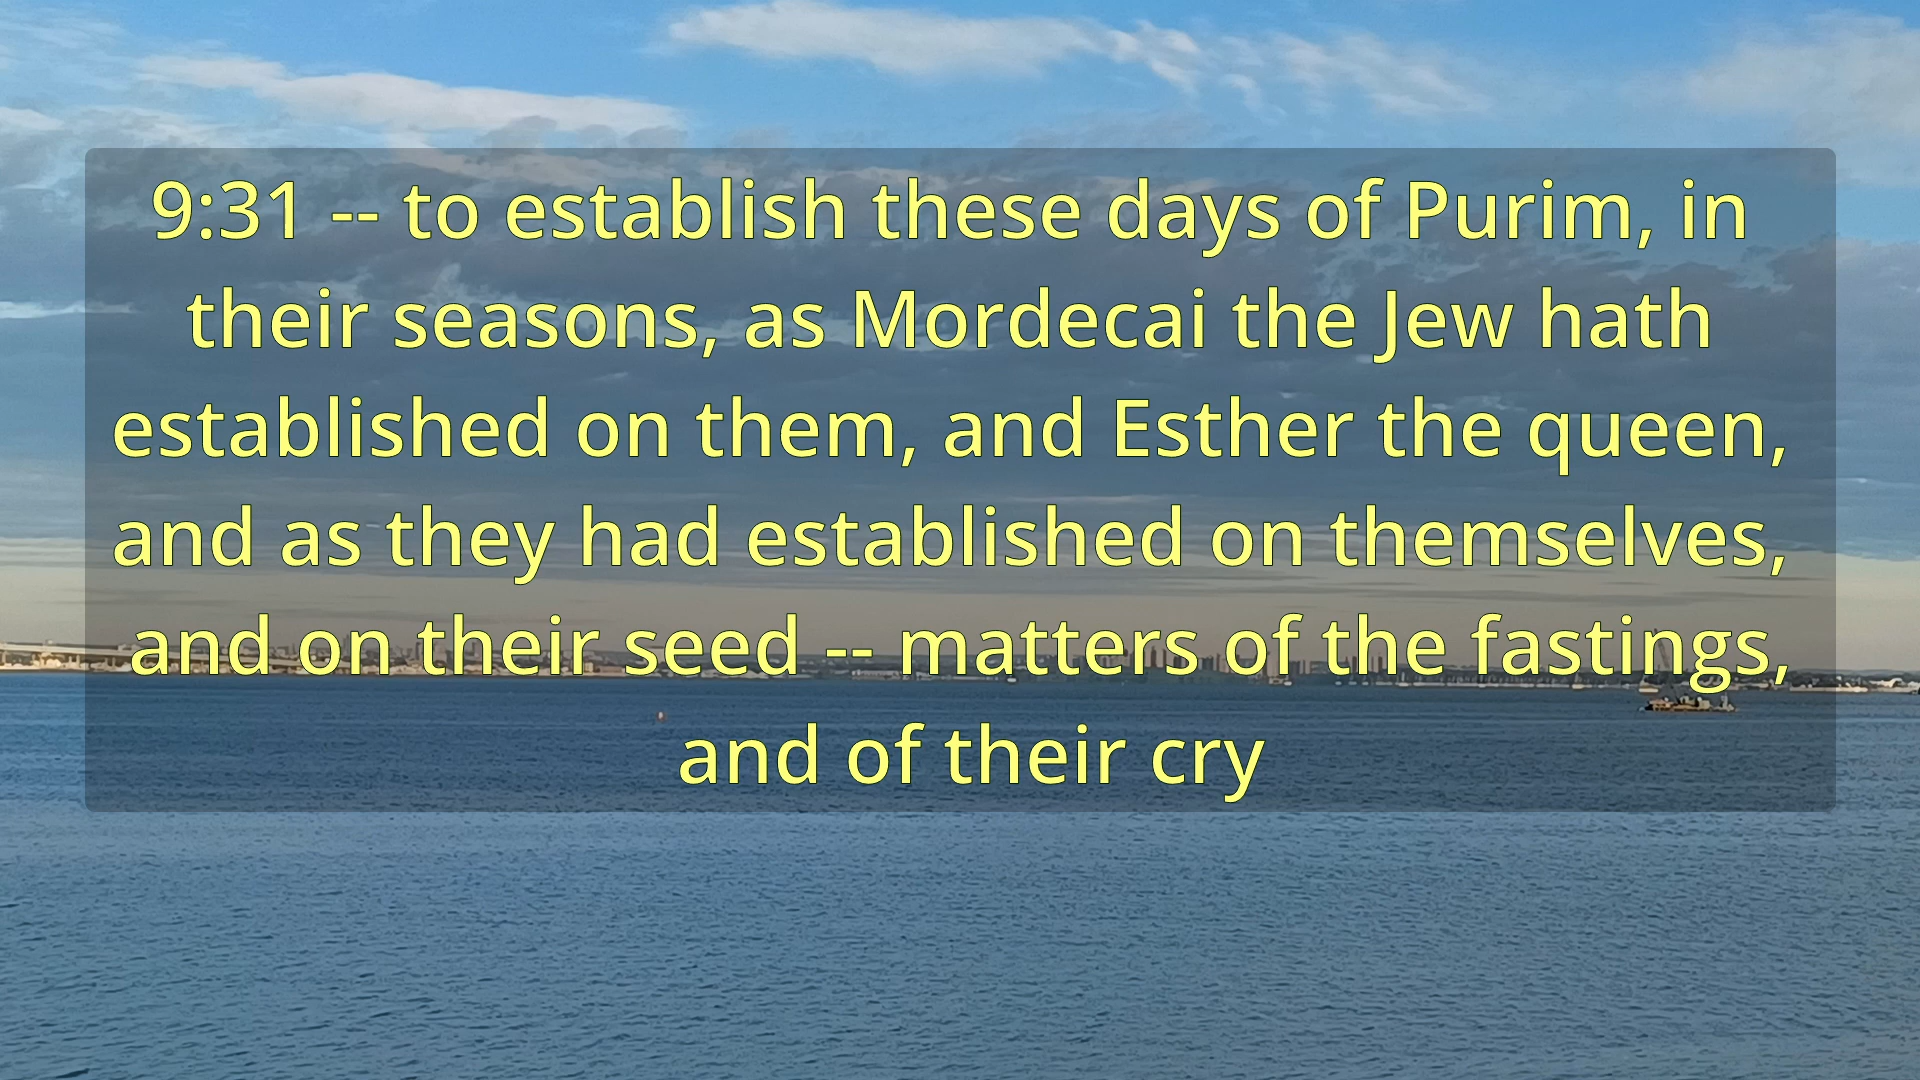 9:31 -- to establish these days of Purim, in
their seasons, as Mordecai the Jew hath
established on them, and Esther the queen,
and as they had established on themselves,
and on their seed -- matters of the fastings,
and of their cry